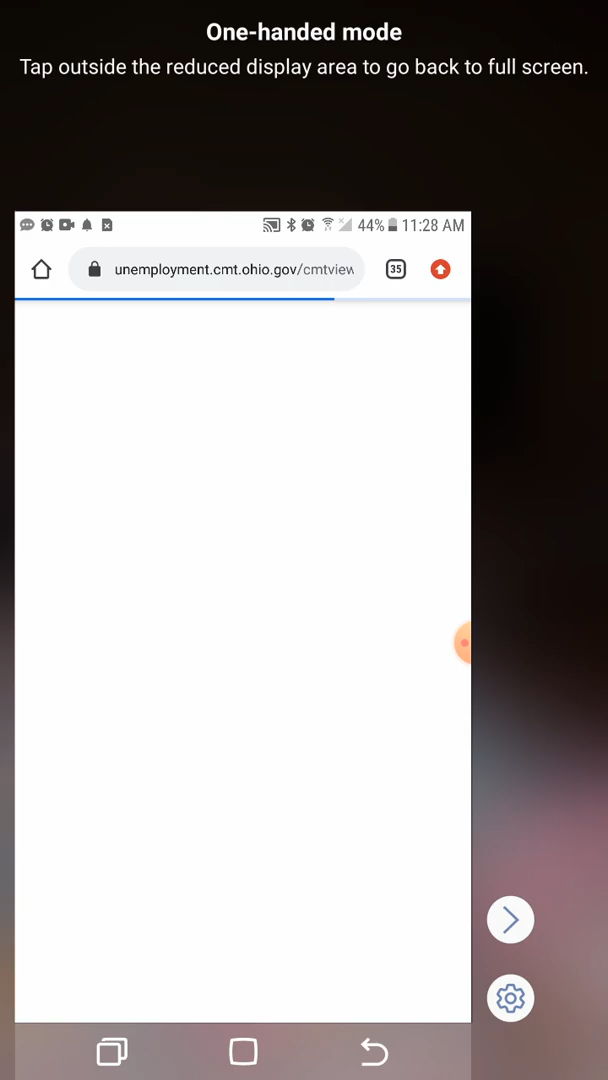 One-handed mode
Tap outside the reduced display area to go back to full screen.
44% 11:28 AM
unemployment.cmt.ohio.gov/cmtview
35